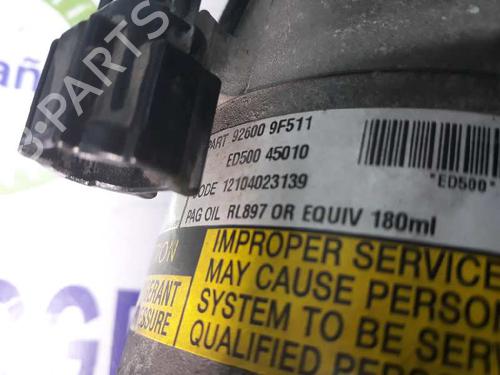 PART 92600 9F511
ED500 45010
CODE 12104023139
PAG OIL RL897 OR EQUIV 180ml
"ED500"
IMPROPER SERVICE
MAY CAUSE PERSON
SYSTEM TO BE SERV
QUALIFIED PERSO
B-PARTS